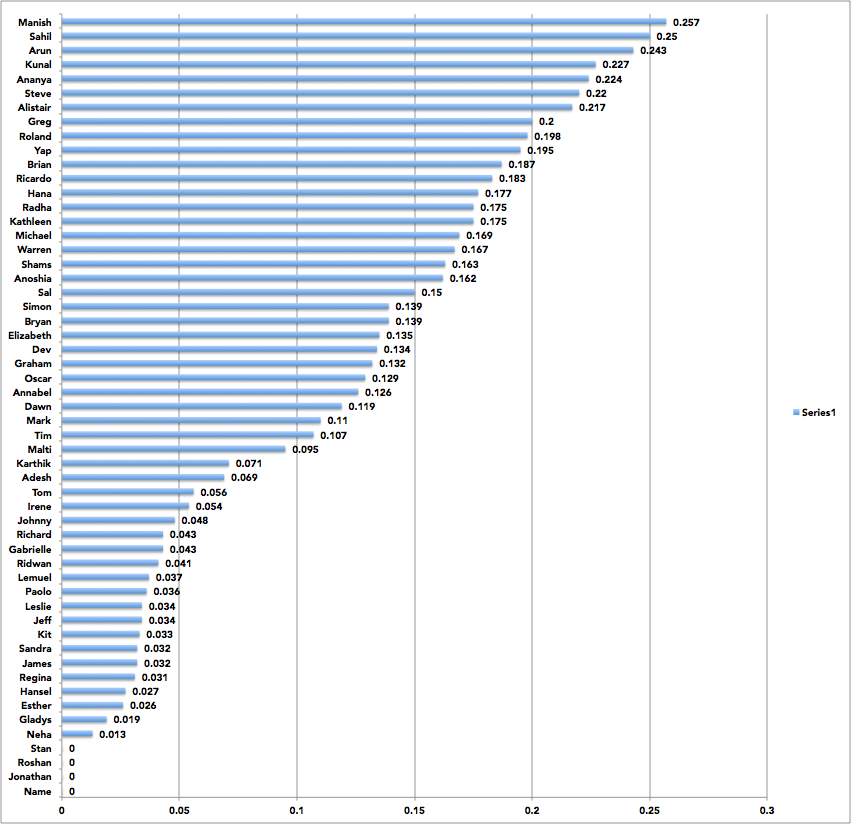 Manish 0.257
Sahil 0.25
Arun 0.243
Kunal 0.227
Ananya 0.224
Steve 0.22
Alistair 0.217
Greg 0.2
Roland 0.198
Yap 0.195
Brian 0.187
Ricardo 0.183
Hana 0.177
Radha 0.175
Kathleen 0.175
Michael 0.169
Warren 0.167
Shams 0.163
Anoshia 0.162
Sal 0.15
Simon 0.139
Bryan 0.139
Elizabeth 0.135
Dev 0.134
Graham 0.132
Oscar 0.129
Annabel 0.126
Dawn 0.119
Series1
Mark 0.11
Tim 0.107
Malti 0.095
Karthik 0.071
Adesh 0.069
Tom 0.056
Irene 0.054
Johnny 0.048
Richard 0.043
Gabrielle 0.043
Ridwan 0.041
Lemuel 0.037
Paolo 0.036
Leslie 0.034
Jeff 0.034
Kit 0.033
Sandra 0.032
James 0.032
Regina 0.031
Hansel 0.027
Esther 0.026
Gladys 0.019
Neha 0.013
Stan 0
Roshan 0
Jonathan 0
Name 0
0 0.05 0.1 0.15 0.2 0.25 0.3